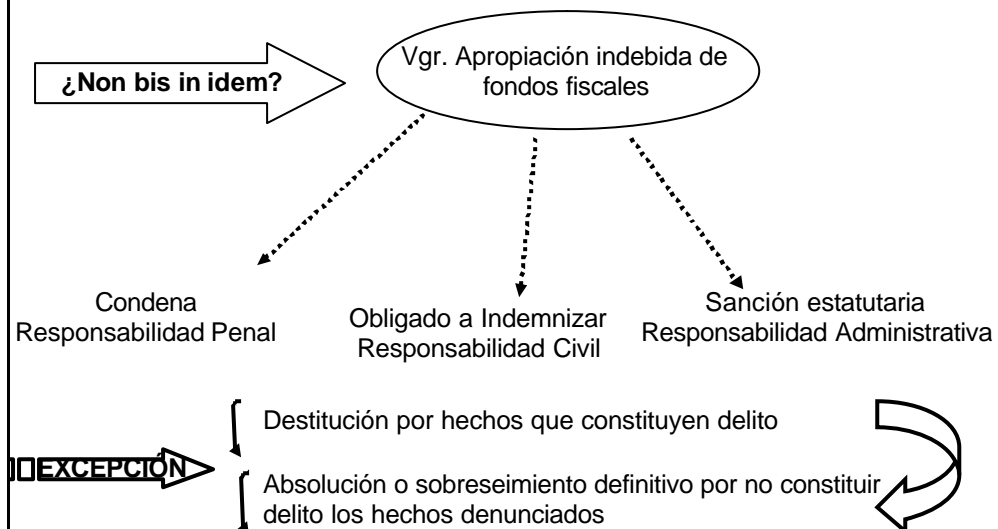 ¿Non bis in idem?
Vgr. Apropiación indebida de
fondos fiscales
Condena
Responsabilidad Penal
Obligado a Indemnizar
Responsabilidad Civil
Sanción estatutaria
Responsabilidad Administrativa
Destitución por hechos que constituyen delito
EXCEPCIÓN
Absolución o sobreseimiento definitivo por no constituir
delito los hechos denunciados